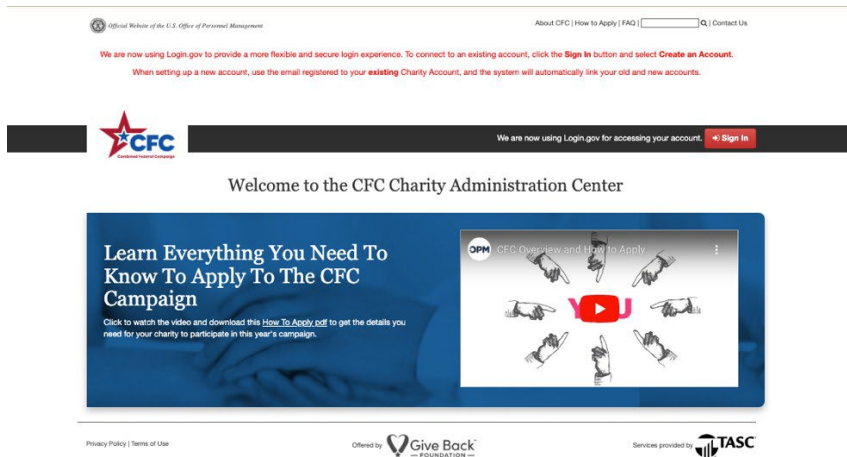 Official Website of the U.S. Office of Personnel Management
About CFC | How to Apply | FAQ | | Contact Us
We are now using Login.gov to provide a more flexible and secure login experience. To connect to an existing account, click the Sign In button and select Create an Account.
When setting up a new account, use the email registered to your existing Charity Account, and the system will automatically link your old and new accounts.
CFC
Combined Federal Campaign
We are now using Login.gov for accessing your account.
Sign In
Welcome to the CFC Charity Administration Center
Learn Everything You Need To
Know To Apply To The CFC
Campaign
Click to watch the video and download this How To Apply pdf to get the details you
need for your charity to participate in this year's campaign.
OPM
CFC Overview and How to Apply
YOU
Privacy Policy | Terms of Use
Offered by
Give Back
FOUNDATION
Services provided by
TASC